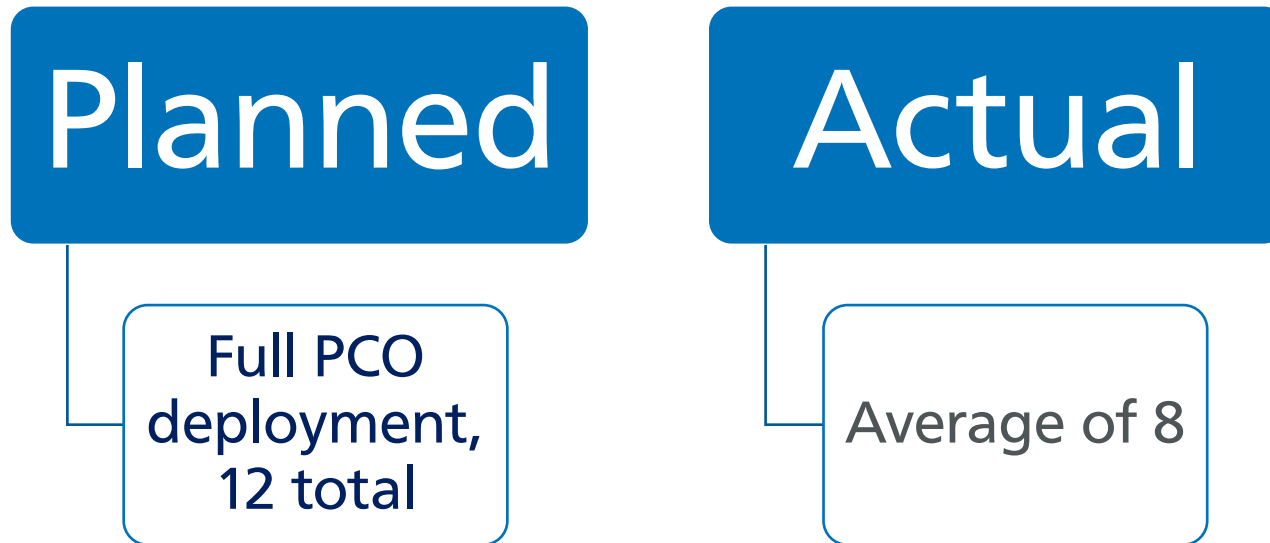 Planned
Full PCO
deployment,
12 total
Actual
Average of 8